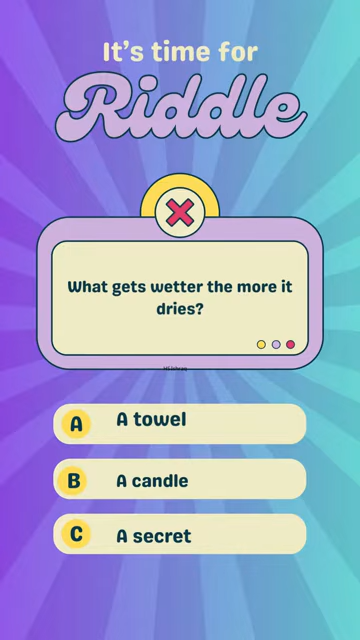 It's time for
Riddle
What gets wetter the more it
dries?
A A towel
B A candle
C A secret